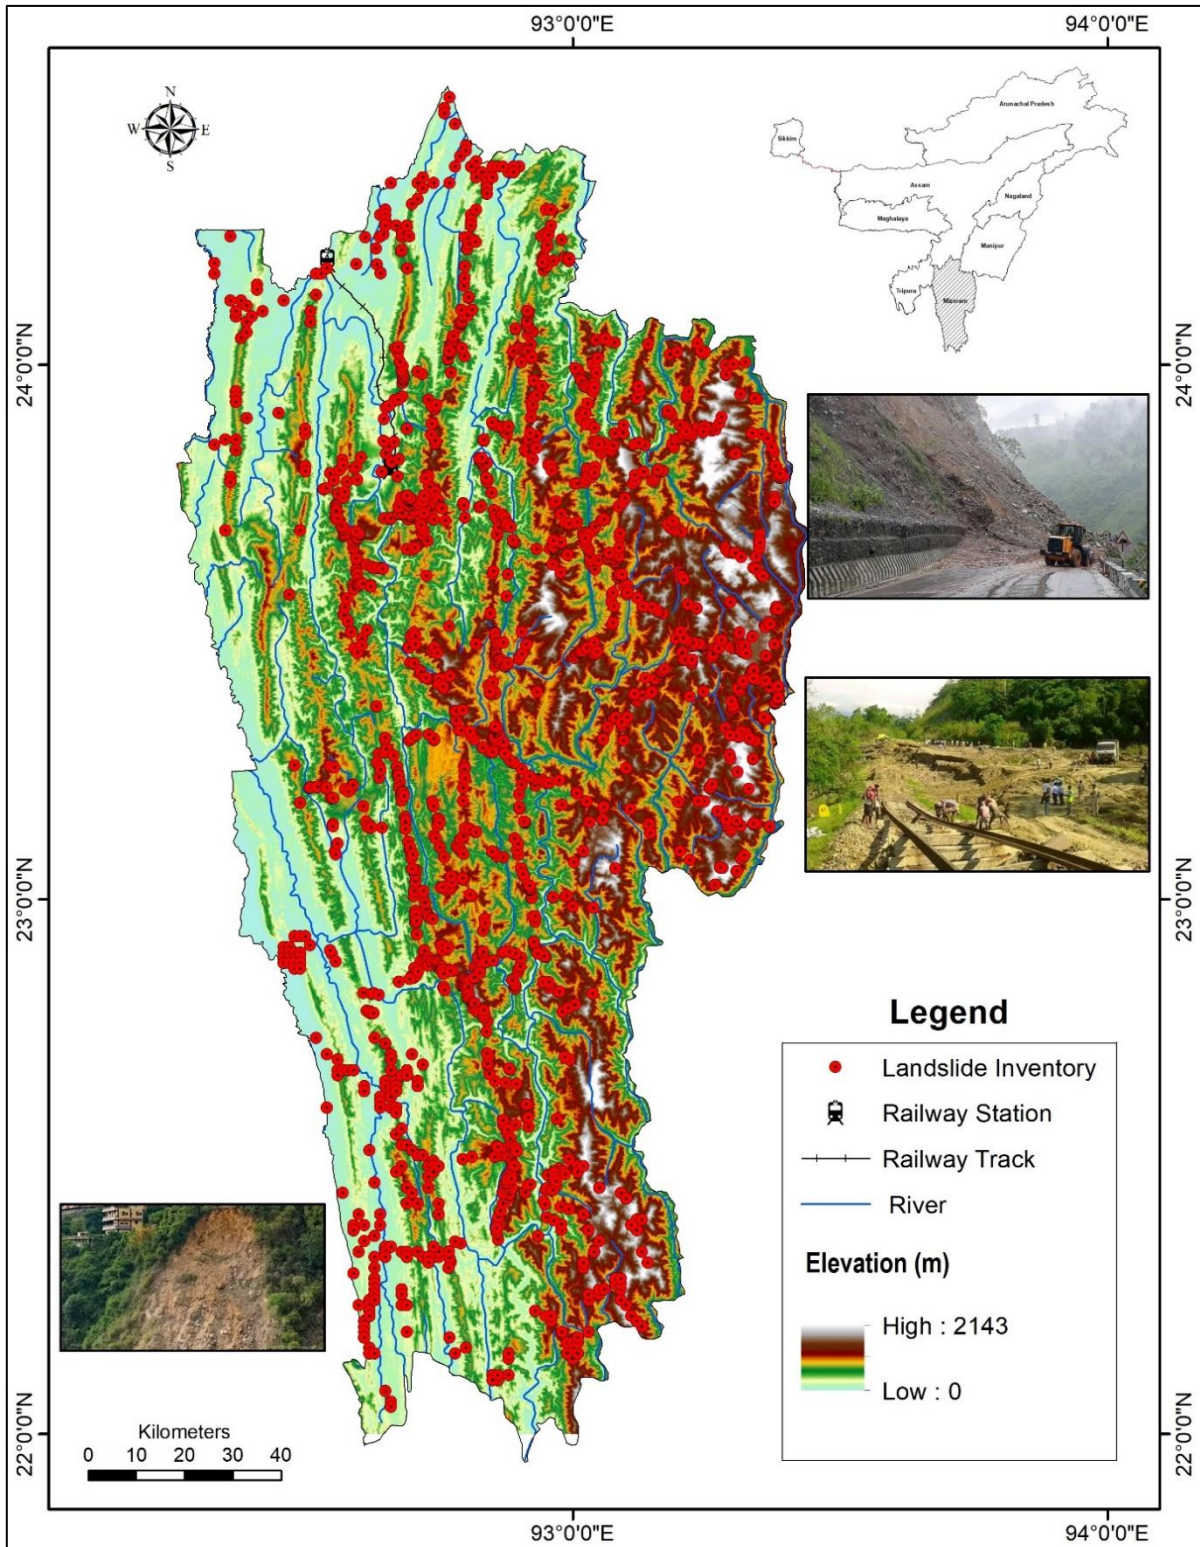 93°0'0"E
94°0'0"E
N
W
E
S
Arunachal Pradesh
Sikkim
Assam
Nagaland
Meghalaya
Manipur
Tripura
Mizoram
24°0'0"N
24°0'0"N
23°0'0"N
23°0'0"N
Legend
Landslide Inventory
Railway Station
Railway Track
River
Elevation (m)
High : 2143
Low : 0
Kilometers
0 10 20 30 40
22°0'0"N
22°0'0"N
93°0'0"E
94°0'0"E